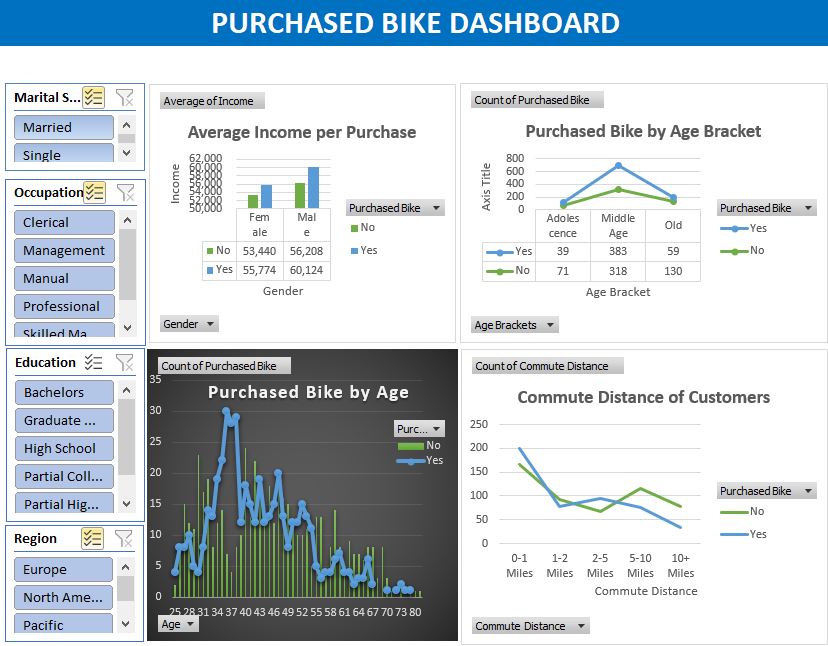 PURCHASED BIKE DASHBOARD
Marital S...
Married
Single
Occupation
Clerical
Management
Manual
Professional
Skilled Ma...
Education
Bachelors
Graduate ...
High School
Partial Coll...
Partial Hig...
Region
Europe
North Ame...
Pacific
Average of Income
Average Income per Purchase
Income
62,000
60,000
58,000
56,000
54,000
52,000
50,000
Fem
ale
Mal
e
No 53,440 56,208
Yes 55,774 60,124
Gender
Purchased Bike
No
Yes
Gender
Count of Purchased Bike
Purchased Bike by Age Bracket
Axis Title
800
600
400
200
0
Adoles
cence
Middle
Age
Old
Yes 39 383 59
No 71 318 130
Age Bracket
Purchased Bike
Yes
No
Age Brackets
Count of Purchased Bike
Purchased Bike by Age
35
30
25
20
15
10
5
0
25 28 31 34 37 40 43 46 49 52 55 58 61 64 67 70 73 80
Purc...
No
Yes
Age
Count of Commute Distance
Commute Distance of Customers
250
200
150
100
50
0
0-1
Miles
1-2
Miles
2-5
Miles
5-10
Miles
10+
Miles
Commute Distance
Purchased Bike
No
Yes
Commute Distance